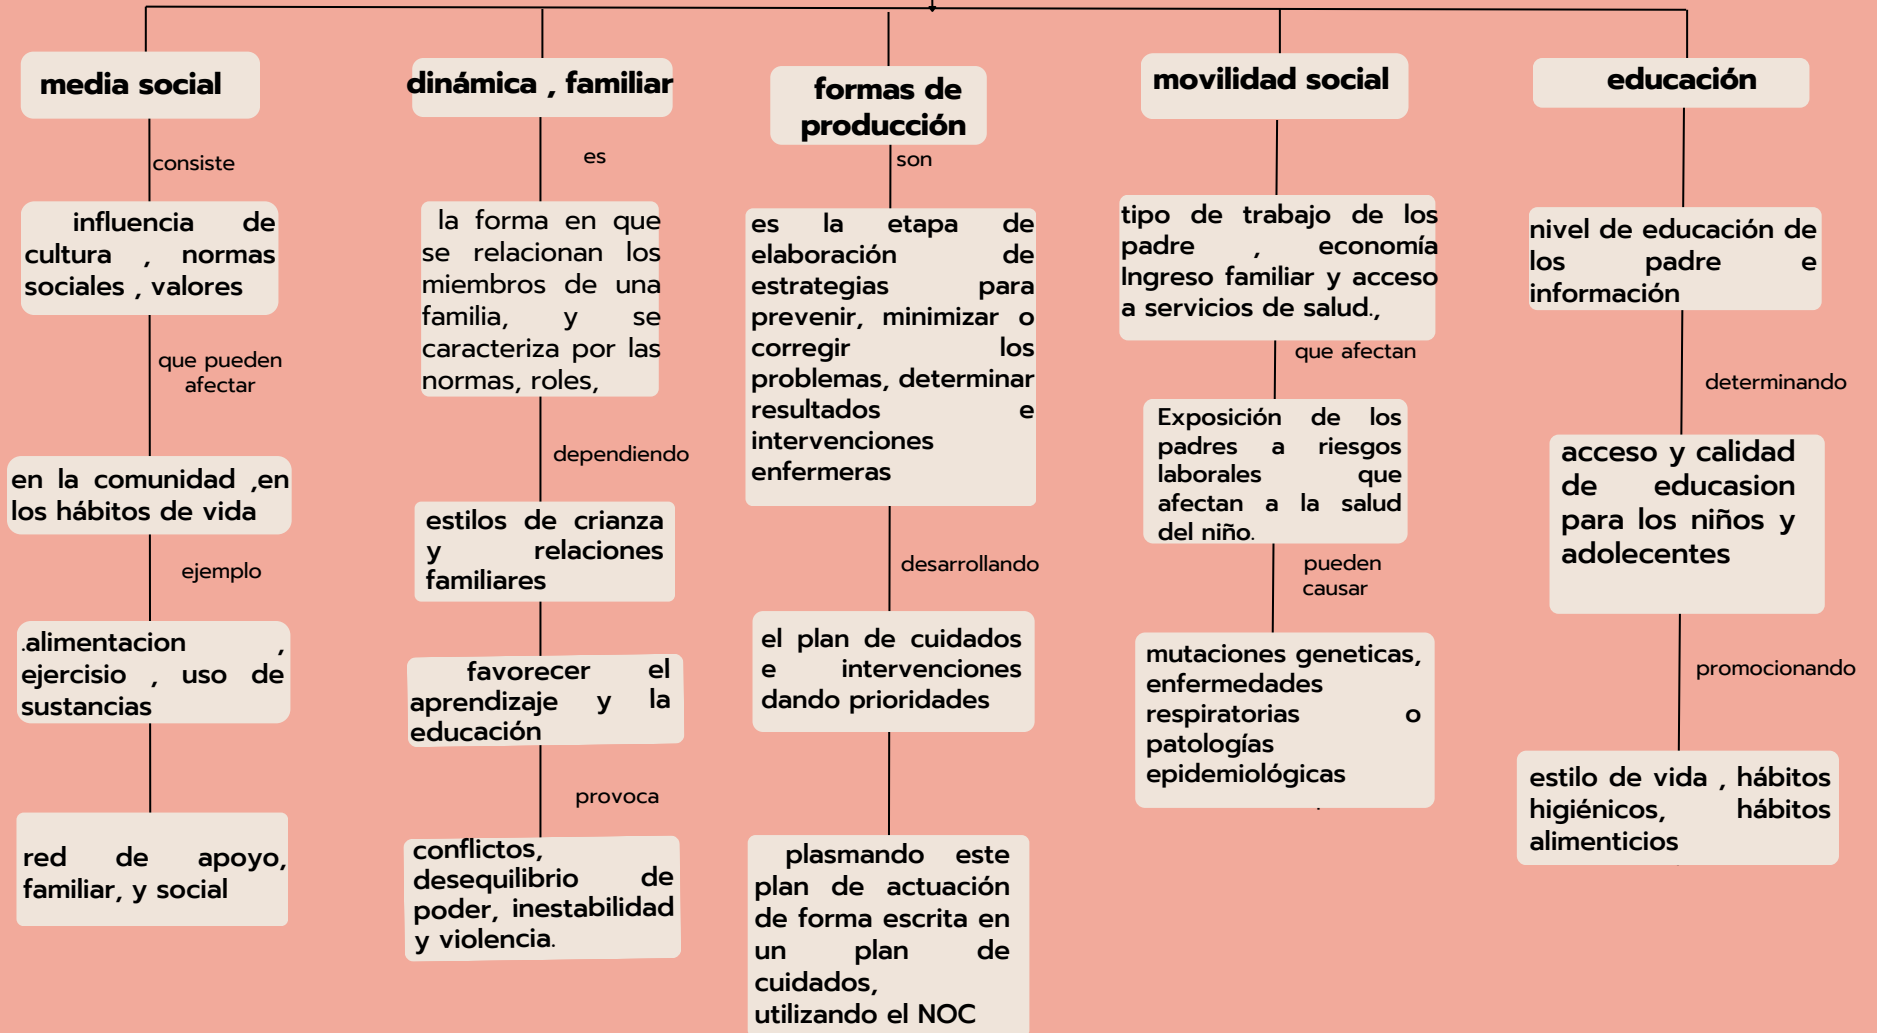 media social
consiste
influencia de
cultura , normas
sociales , valores
que pueden
afectar
en la comunidad ,en
los hábitos de vida
ejemplo
.alimentacion ,
ejercisio , uso de
sustancias
red de apoyo,
familiar, y social
dinámica , familiar
es
la forma en que
se relacionan los
miembros de una
familia, y se
caracteriza por las
normas, roles,
dependiendo
estilos de crianza
y relaciones
familiares
favorecer el
aprendizaje y la
educación
provoca
conflictos,
desequilibrio de
poder, inestabilidad
y violencia.
formas de
producción
son
es la etapa de
elaboración de
estrategias para
prevenir, minimizar o
corregir los
problemas, determinar
resultados e
intervenciones
enfermeras
desarrollando
el plan de cuidados
e intervenciones
dando prioridades
plasmando este
plan de actuación
de forma escrita en
un plan de
cuidados,
utilizando el NOC
movilidad social
tipo de trabajo de los
padre , economía
Ingreso familiar y acceso
a servicios de salud.,
que afectan
Exposición de los
padres a riesgos
laborales que
afectan a la salud
del niño.
pueden
causar
mutaciones geneticas,
enfermedades
respiratorias o
patologías
epidemiológicas
educación
nivel de educación de
los padre e
información
determinando
acceso y calidad
de educasion
para los niños y
adolecentes
promocionando
estilo de vida , hábitos
higiénicos, hábitos
alimenticios